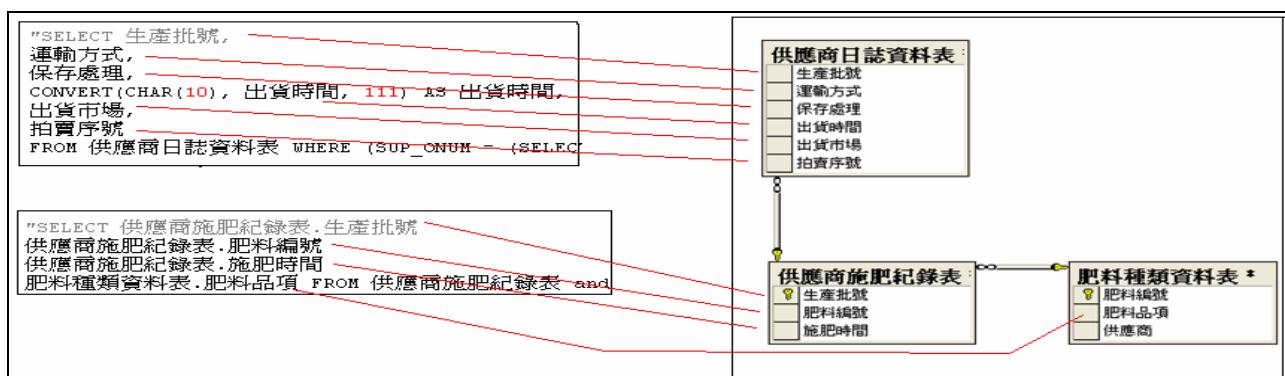 "SELECT 生產批號,
運輸方式,
保存處理,
CONVERT(CHAR(10), 出貨時間, 111) AS 出貨時間,
出貨市場,
拍賣序號
FROM 供應商日誌資料表 WHERE (SUP_ONUM = (SELEC
"SELECT 供應商施肥紀錄表.生產批號
供應商施肥紀錄表.肥料編號
供應商施肥紀錄表.施肥時間
肥料種類資料表.肥料品項 FROM 供應商施肥紀錄表 and
供應商日誌資料表
生產批號
運輸方式
保存處理
出貨時間
出貨市場
拍賣序號
供應商施肥紀錄表
生產批號
肥料編號
施肥時間
肥料種類資料表 *
肥料編號
肥料品項
供應商